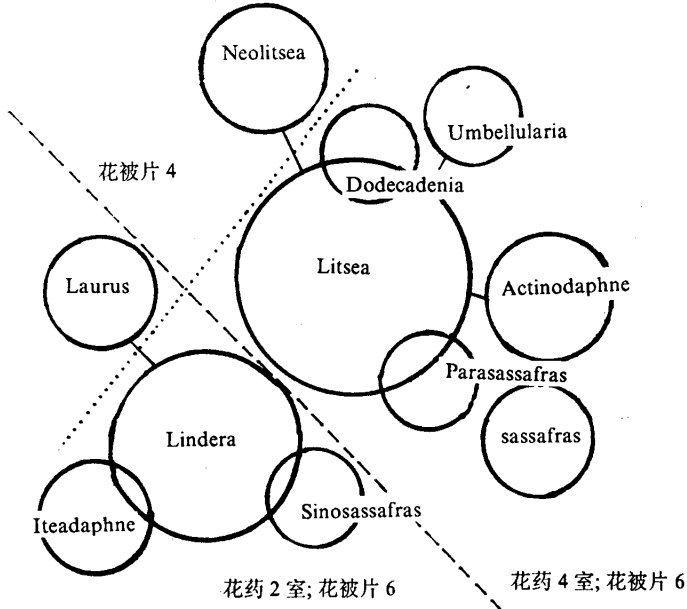 Neolitsea
Umbellularia
花被片 4
Dodecadenia
Litsea
Laurus
Actinodaphne
Parasassafras
Lindera
sassafras
Iteadaphne
Sinosassafras
花药 2 室; 花被片 6
花药 4 室; 花被片 6